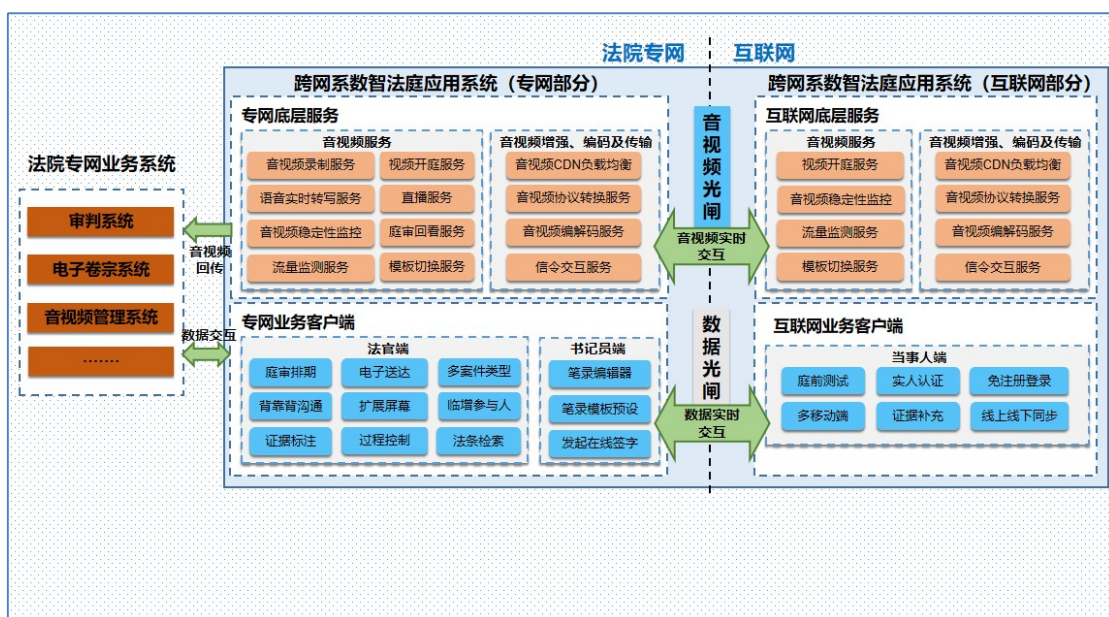 法院专网
互联网
法院专网业务系统
审判系统
电子卷宗系统
音视频管理系统
.......
音视频
回传
数据交互
跨网系数智法庭应用系统（专网部分）
专网底层服务
音视频服务
音视频录制服务
视频开庭服务
语音实时转写服务
直播服务
音视频稳定性监控
庭审回看服务
流量监测服务
模板切换服务
音视频增强、编码及传输
音视频CDN负载均衡
音视频协议转换服务
音视频编解码服务
信令交互服务
专网业务客户端
法官端
庭审排期
电子送达
多案件类型
背靠背沟通
扩展屏幕
临增参与人
证据标注
过程控制
法条检索
书记员端
笔录编辑器
笔录模板预设
发起在线签字
音视频光闸
音视频实时
交互
数据光闸
数据实时
交互
跨网系数智法庭应用系统（互联网部分）
互联网底层服务
音视频服务
视频开庭服务
音视频稳定性监控
流量监测服务
模板切换服务
音视频增强、编码及传输
音视频CDN负载均衡
音视频协议转换服务
音视频编解码服务
信令交互服务
互联网业务客户端
当事人端
庭前测试
实人认证
免注册登录
多移动端
证据补充
线上线下同步